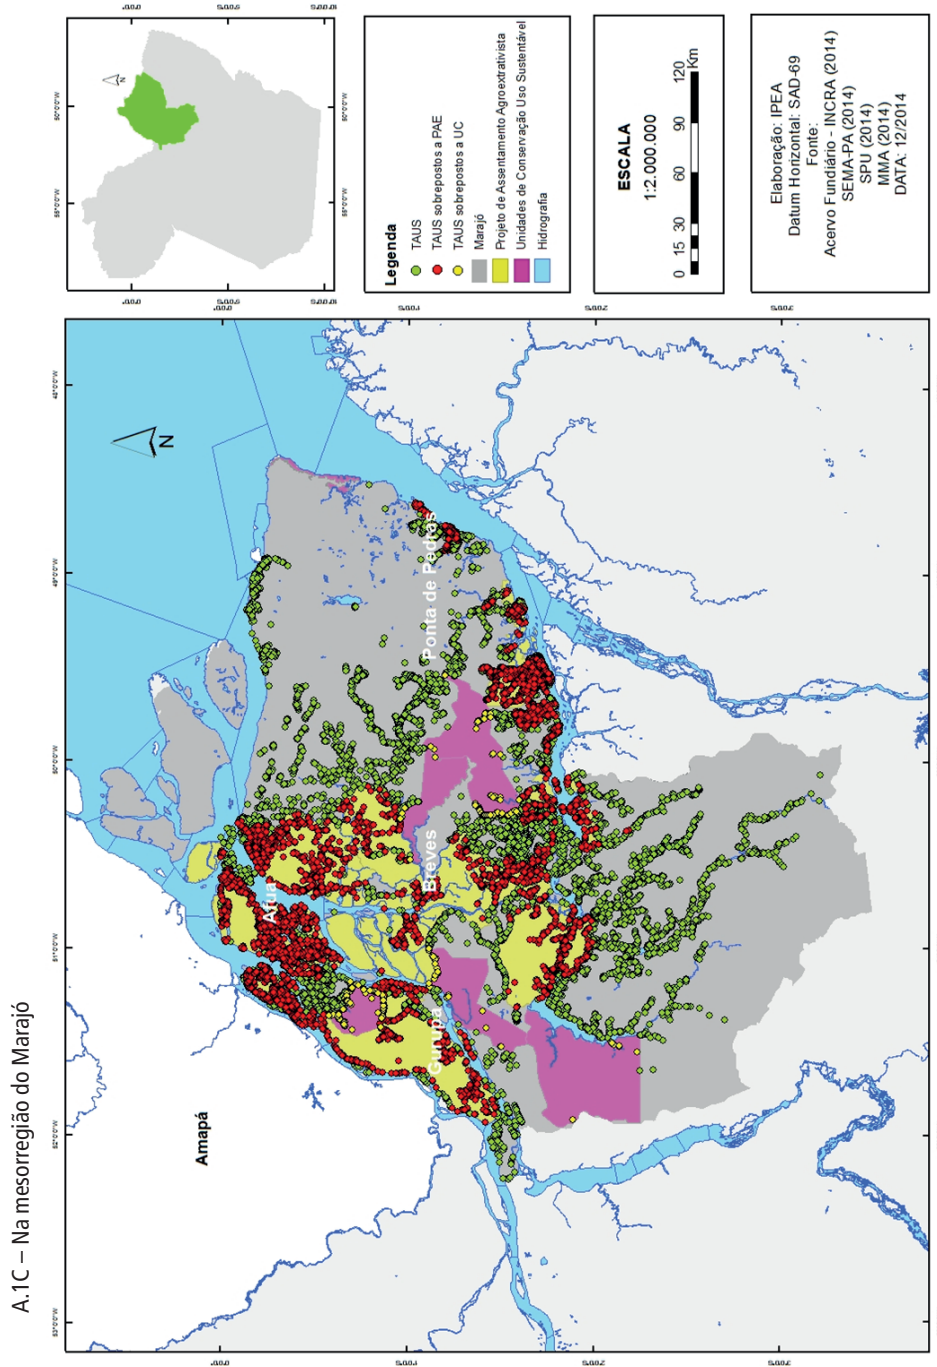 A.1C – Na mesorregião do Marajó
Amapá
Afuá
Gurupá
Breves
Ponta de Pedras
N
N
Legenda
TAUS
TAUS sobrepostos a PAE
TAUS sobrepostos a UC
Marajó
Projeto de Assentamento Agroextrativista
Unidades de Conservação Uso Sustentável
Hidrografia
ESCALA
1:2.000.000
0 15 30 60 90 120
Km
Elaboração: IPEA
Datum Horizontal: SAD-69
Fonte:
Acervo Fundiário - INCRA (2014)
SEMA-PA (2014)
SPU (2014)
MMA (2014)
DATA: 12/2014